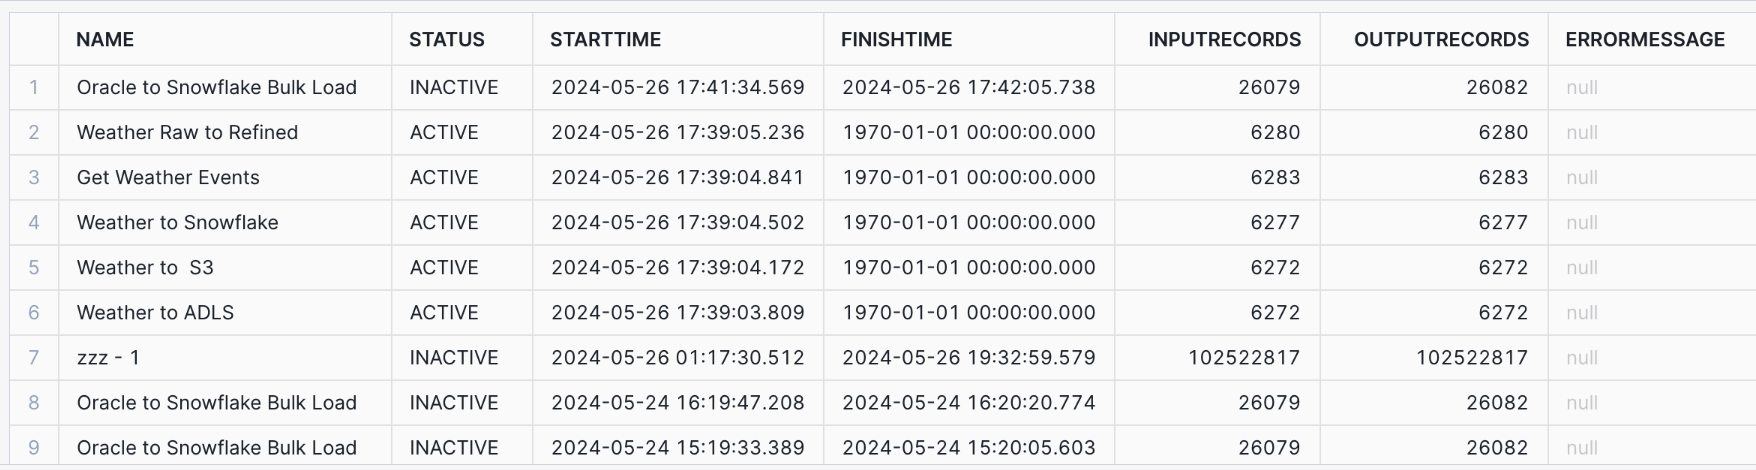 NAME STATUS STARTTIME FINISHTIME INPUTRECORDS OUTPUTRECORDS ERRORMESSAGE
1 Oracle to Snowflake Bulk Load INACTIVE 2024-05-26 17:41:34.569 2024-05-26 17:42:05.738 26079 26082 null
2 Weather Raw to Refined ACTIVE 2024-05-26 17:39:05.236 1970-01-01 00:00:00.000 6280 6280 null
3 Get Weather Events ACTIVE 2024-05-26 17:39:04.841 1970-01-01 00:00:00.000 6283 6283 null
4 Weather to Snowflake ACTIVE 2024-05-26 17:39:04.502 1970-01-01 00:00:00.000 6277 6277 null
5 Weather to  S3 ACTIVE 2024-05-26 17:39:04.172 1970-01-01 00:00:00.000 6272 6272 null
6 Weather to ADLS ACTIVE 2024-05-26 17:39:03.809 1970-01-01 00:00:00.000 6272 6272 null
7 zzz - 1 INACTIVE 2024-05-26 01:17:30.512 2024-05-26 19:32:59.579 102522817 102522817 null
8 Oracle to Snowflake Bulk Load INACTIVE 2024-05-24 16:19:47.208 2024-05-24 16:20:20.774 26079 26082 null
9 Oracle to Snowflake Bulk Load INACTIVE 2024-05-24 15:19:33.389 2024-05-24 15:20:05.603 26079 26082 null